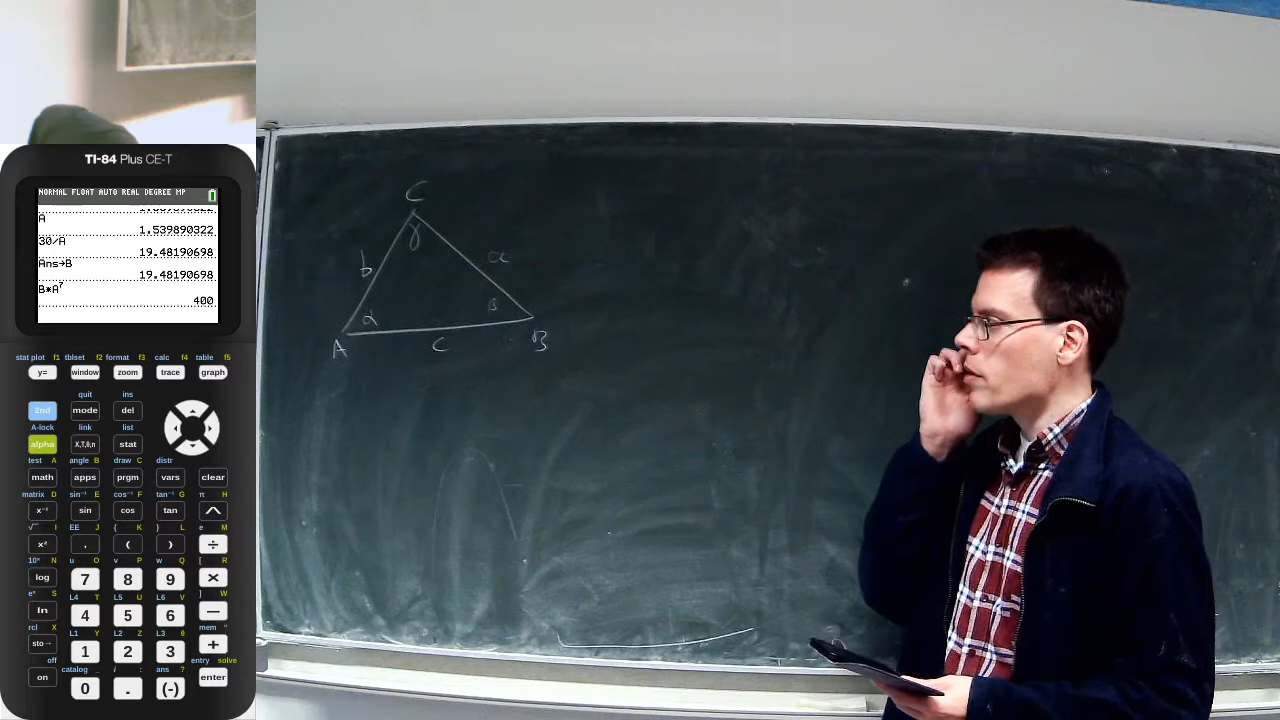 TI-84 Plus CE-T
NORMAL FLOAT AUTO REAL DEGREE MP
A
1.539890322
30/A
19.48190698
Ans→B
19.48190698
B*A⁷
400
stat plot f1 tblset f2 format f3 calc f4 table f5
y= window zoom trace graph
quit ins
2nd mode del
A-lock link list
alpha X,T,θ,n stat
test A angle B draw C distr
math apps prgm vars clear
matrix D sin⁻¹ E cos⁻¹ F tan⁻¹ G π H
x⁻¹ sin cos tan ^
√ I EE J { K } L e M
x² , ( ) ÷
10ˣ N u O v P w Q [ R
log 7 8 9 ×
eˣ S L4 T L5 U L6 V ] W
ln 4 5 6 −
rcl X L1 Y L2 Z L3 θ mem "
sto→ 1 2 3 +
off catalog i : ans ? entry solve
on 0 . (-) enter
C
γ
b a
α β
A c B